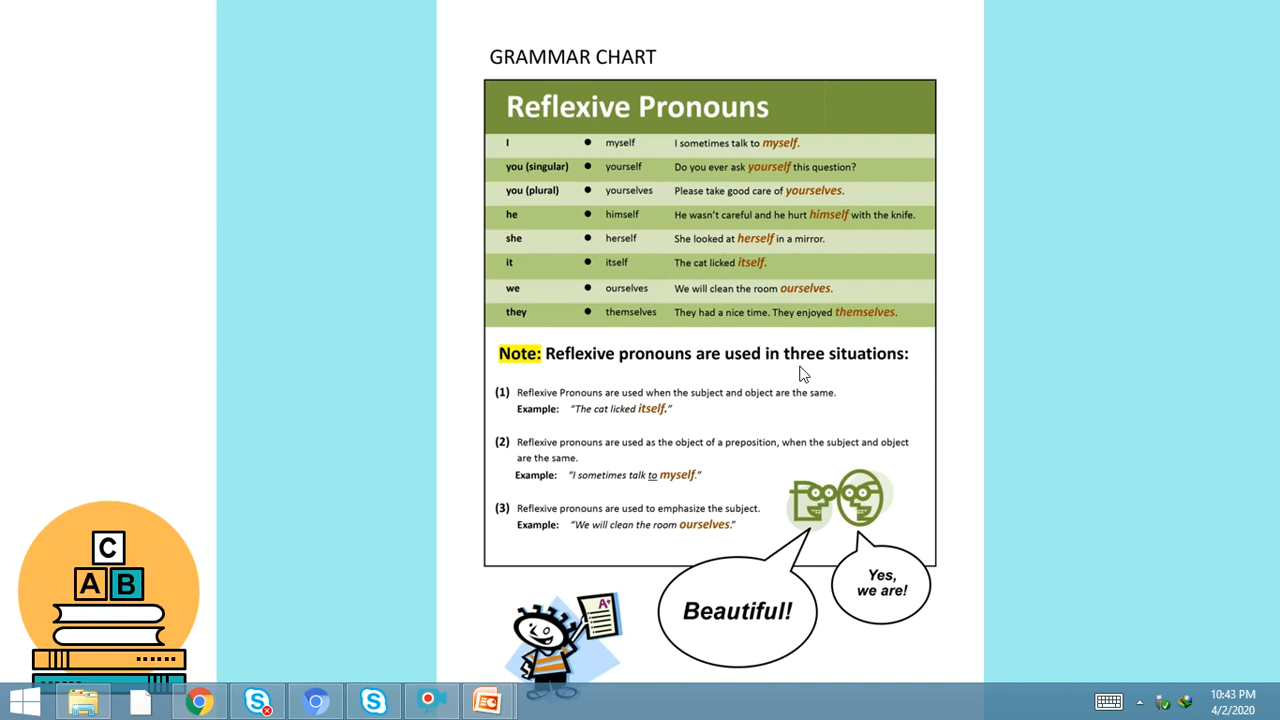 GRAMMAR CHART
Reflexive Pronouns
I ● myself I sometimes talk to myself.
you (singular) ● yourself Do you ever ask yourself this question?
you (plural) ● yourselves Please take good care of yourselves.
he ● himself He wasn't careful and he hurt himself with the knife.
she ● herself She looked at herself in a mirror.
it ● itself The cat licked itself.
we ● ourselves We will clean the room ourselves.
they ● themselves They had a nice time. They enjoyed themselves.
Note: Reflexive pronouns are used in three situations:
(1) Reflexive Pronouns are used when the subject and object are the same.
Example: “The cat licked itself.”
(2) Reflexive pronouns are used as the object of a preposition, when the subject and object
are the same.
Example: “I sometimes talk to myself.”
(3) Reflexive pronouns are used to emphasize the subject.
Example: “We will clean the room ourselves.”
Beautiful!
Yes,
we are!
A+
C
A B
10:43 PM
4/2/2020